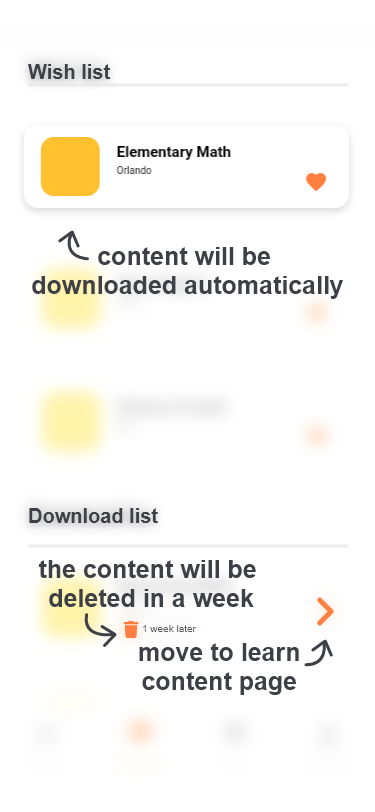 Wish list
Elementary Math
Orlando
content will be
downloaded automatically
Download list
the content will be
deleted in a week
1 week later
move to learn
content page